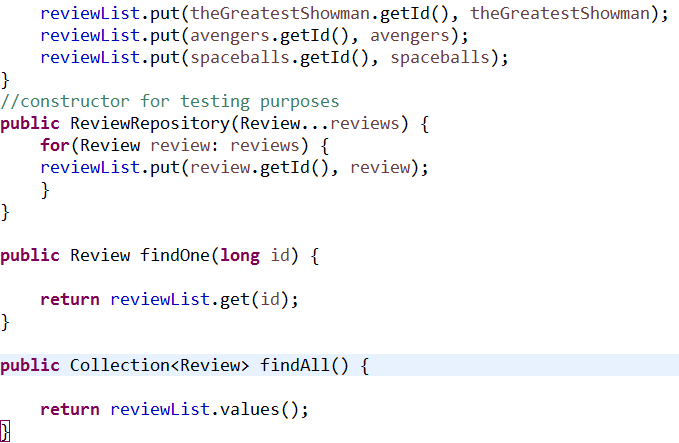 reviewList.put(theGreatestShowman.getId(), theGreatestShowman);
reviewList.put(avengers.getId(), avengers);
reviewList.put(spaceballs.getId(), spaceballs);
}
//constructor for testing purposes
public ReviewRepository(Review...reviews) {
for(Review review: reviews) {
reviewList.put(review.getId(), review);
}
}
public Review findOne(long id) {
return reviewList.get(id);
}
public Collection<Review> findAll() {
return reviewList.values();
}